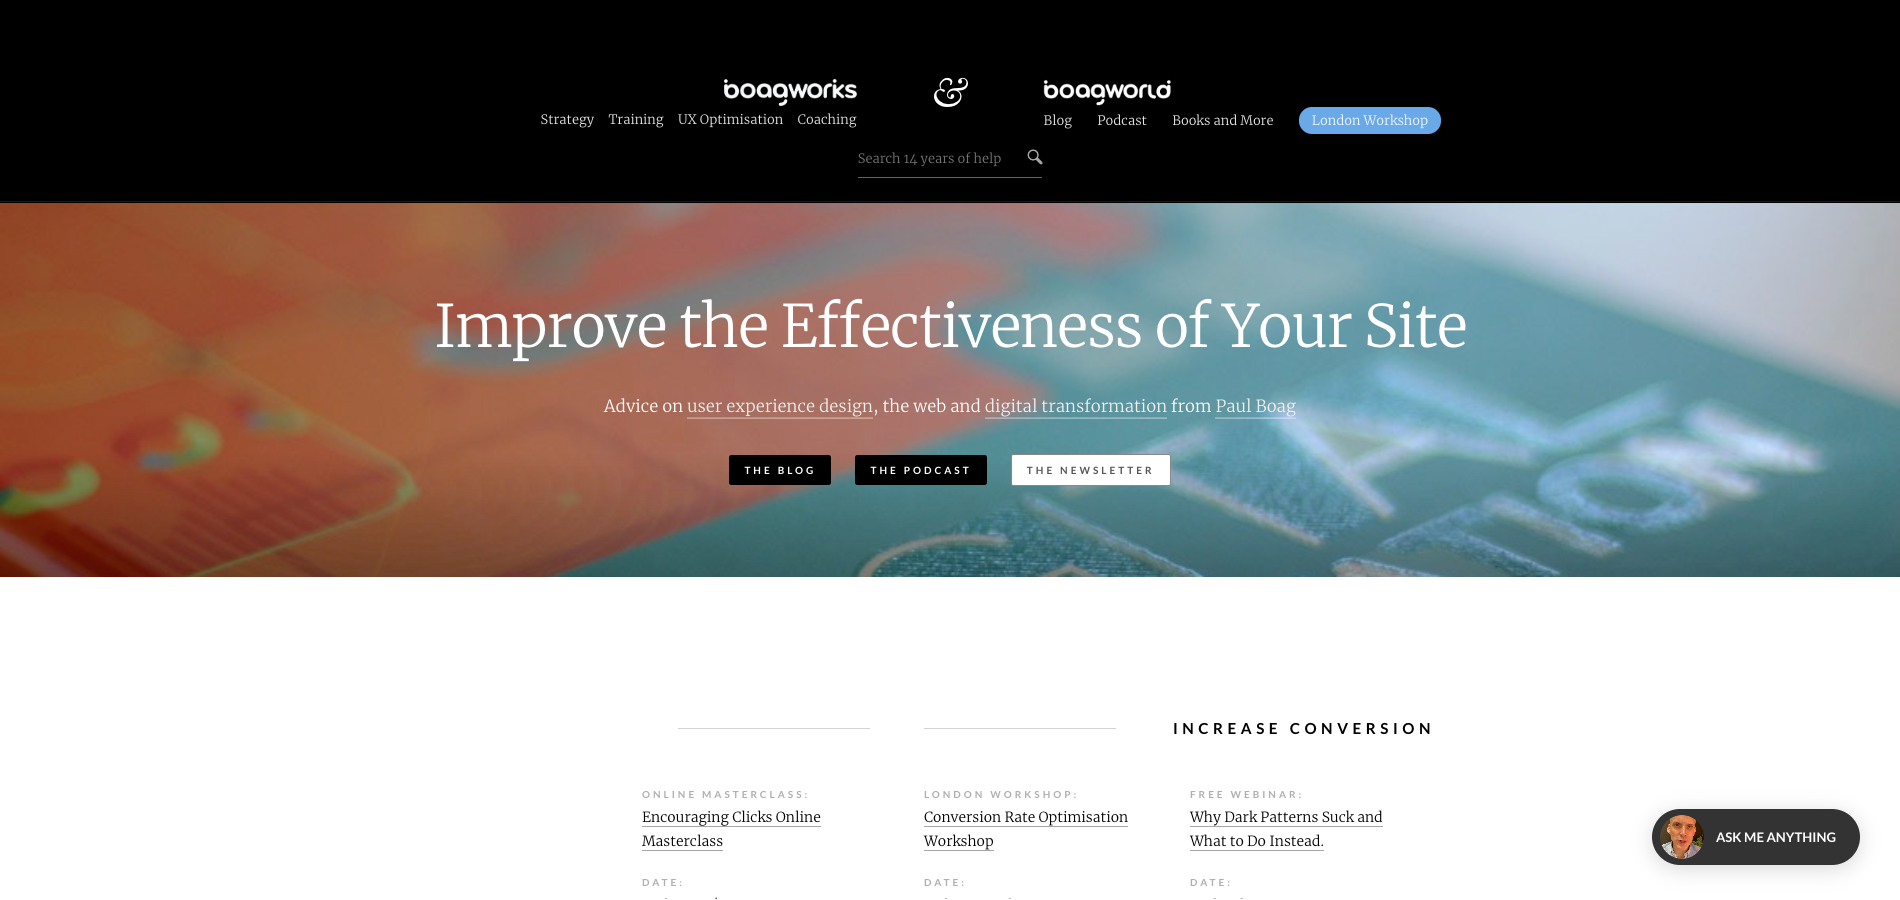 boagworks & boagworld
Strategy Training UX Optimisation Coaching
Blog Podcast Books and More London Workshop
Search 14 years of help
Improve the Effectiveness of Your Site
Advice on user experience design, the web and digital transformation from Paul Boag
THE BLOG THE PODCAST THE NEWSLETTER
INCREASE CONVERSION
ONLINE MASTERCLASS:
Encouraging Clicks Online
Masterclass
DATE:
LONDON WORKSHOP:
Conversion Rate Optimisation
Workshop
DATE:
FREE WEBINAR:
Why Dark Patterns Suck and
What to Do Instead.
DATE:
ASK ME ANYTHING